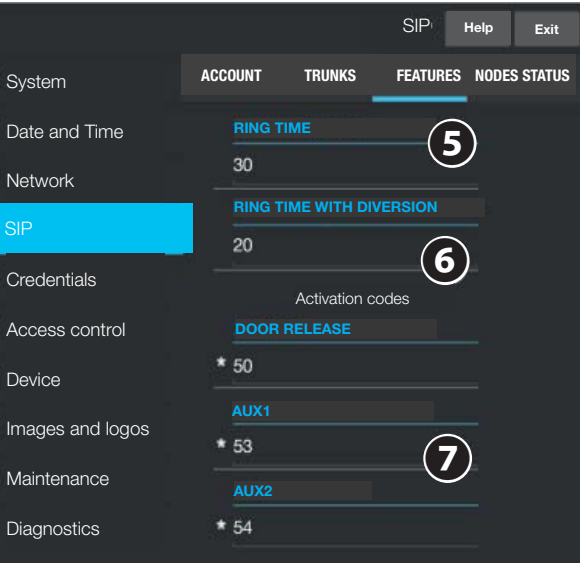 SIP Help Exit
System
Date and Time
Network
SIP
Credentials
Access control
Device
Images and logos
Maintenance
Diagnostics
ACCOUNT TRUNKS FEATURES NODES STATUS
RING TIME
5
30
RING TIME WITH DIVERSION
20
6
Activation codes
DOOR RELEASE
* 50
AUX1
* 53
7
AUX2
* 54